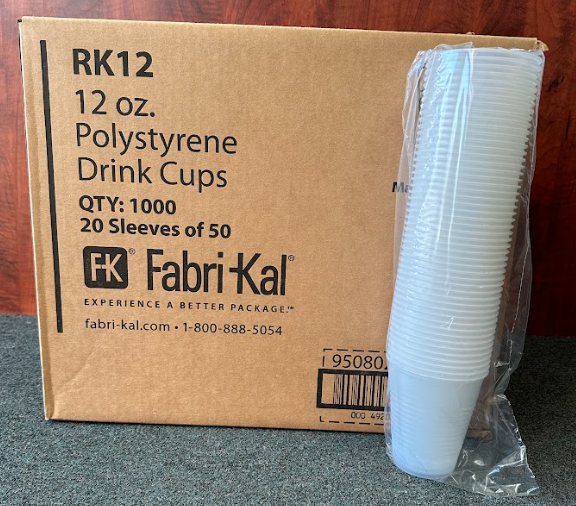 RK12
12 oz.
Polystyrene
Drink Cups
QTY: 1000
20 Sleeves of 50
FK® Fabri-Kal®
EXPERIENCE A BETTER PACKAGE.™
fabri-kal.com • 1-800-888-5054